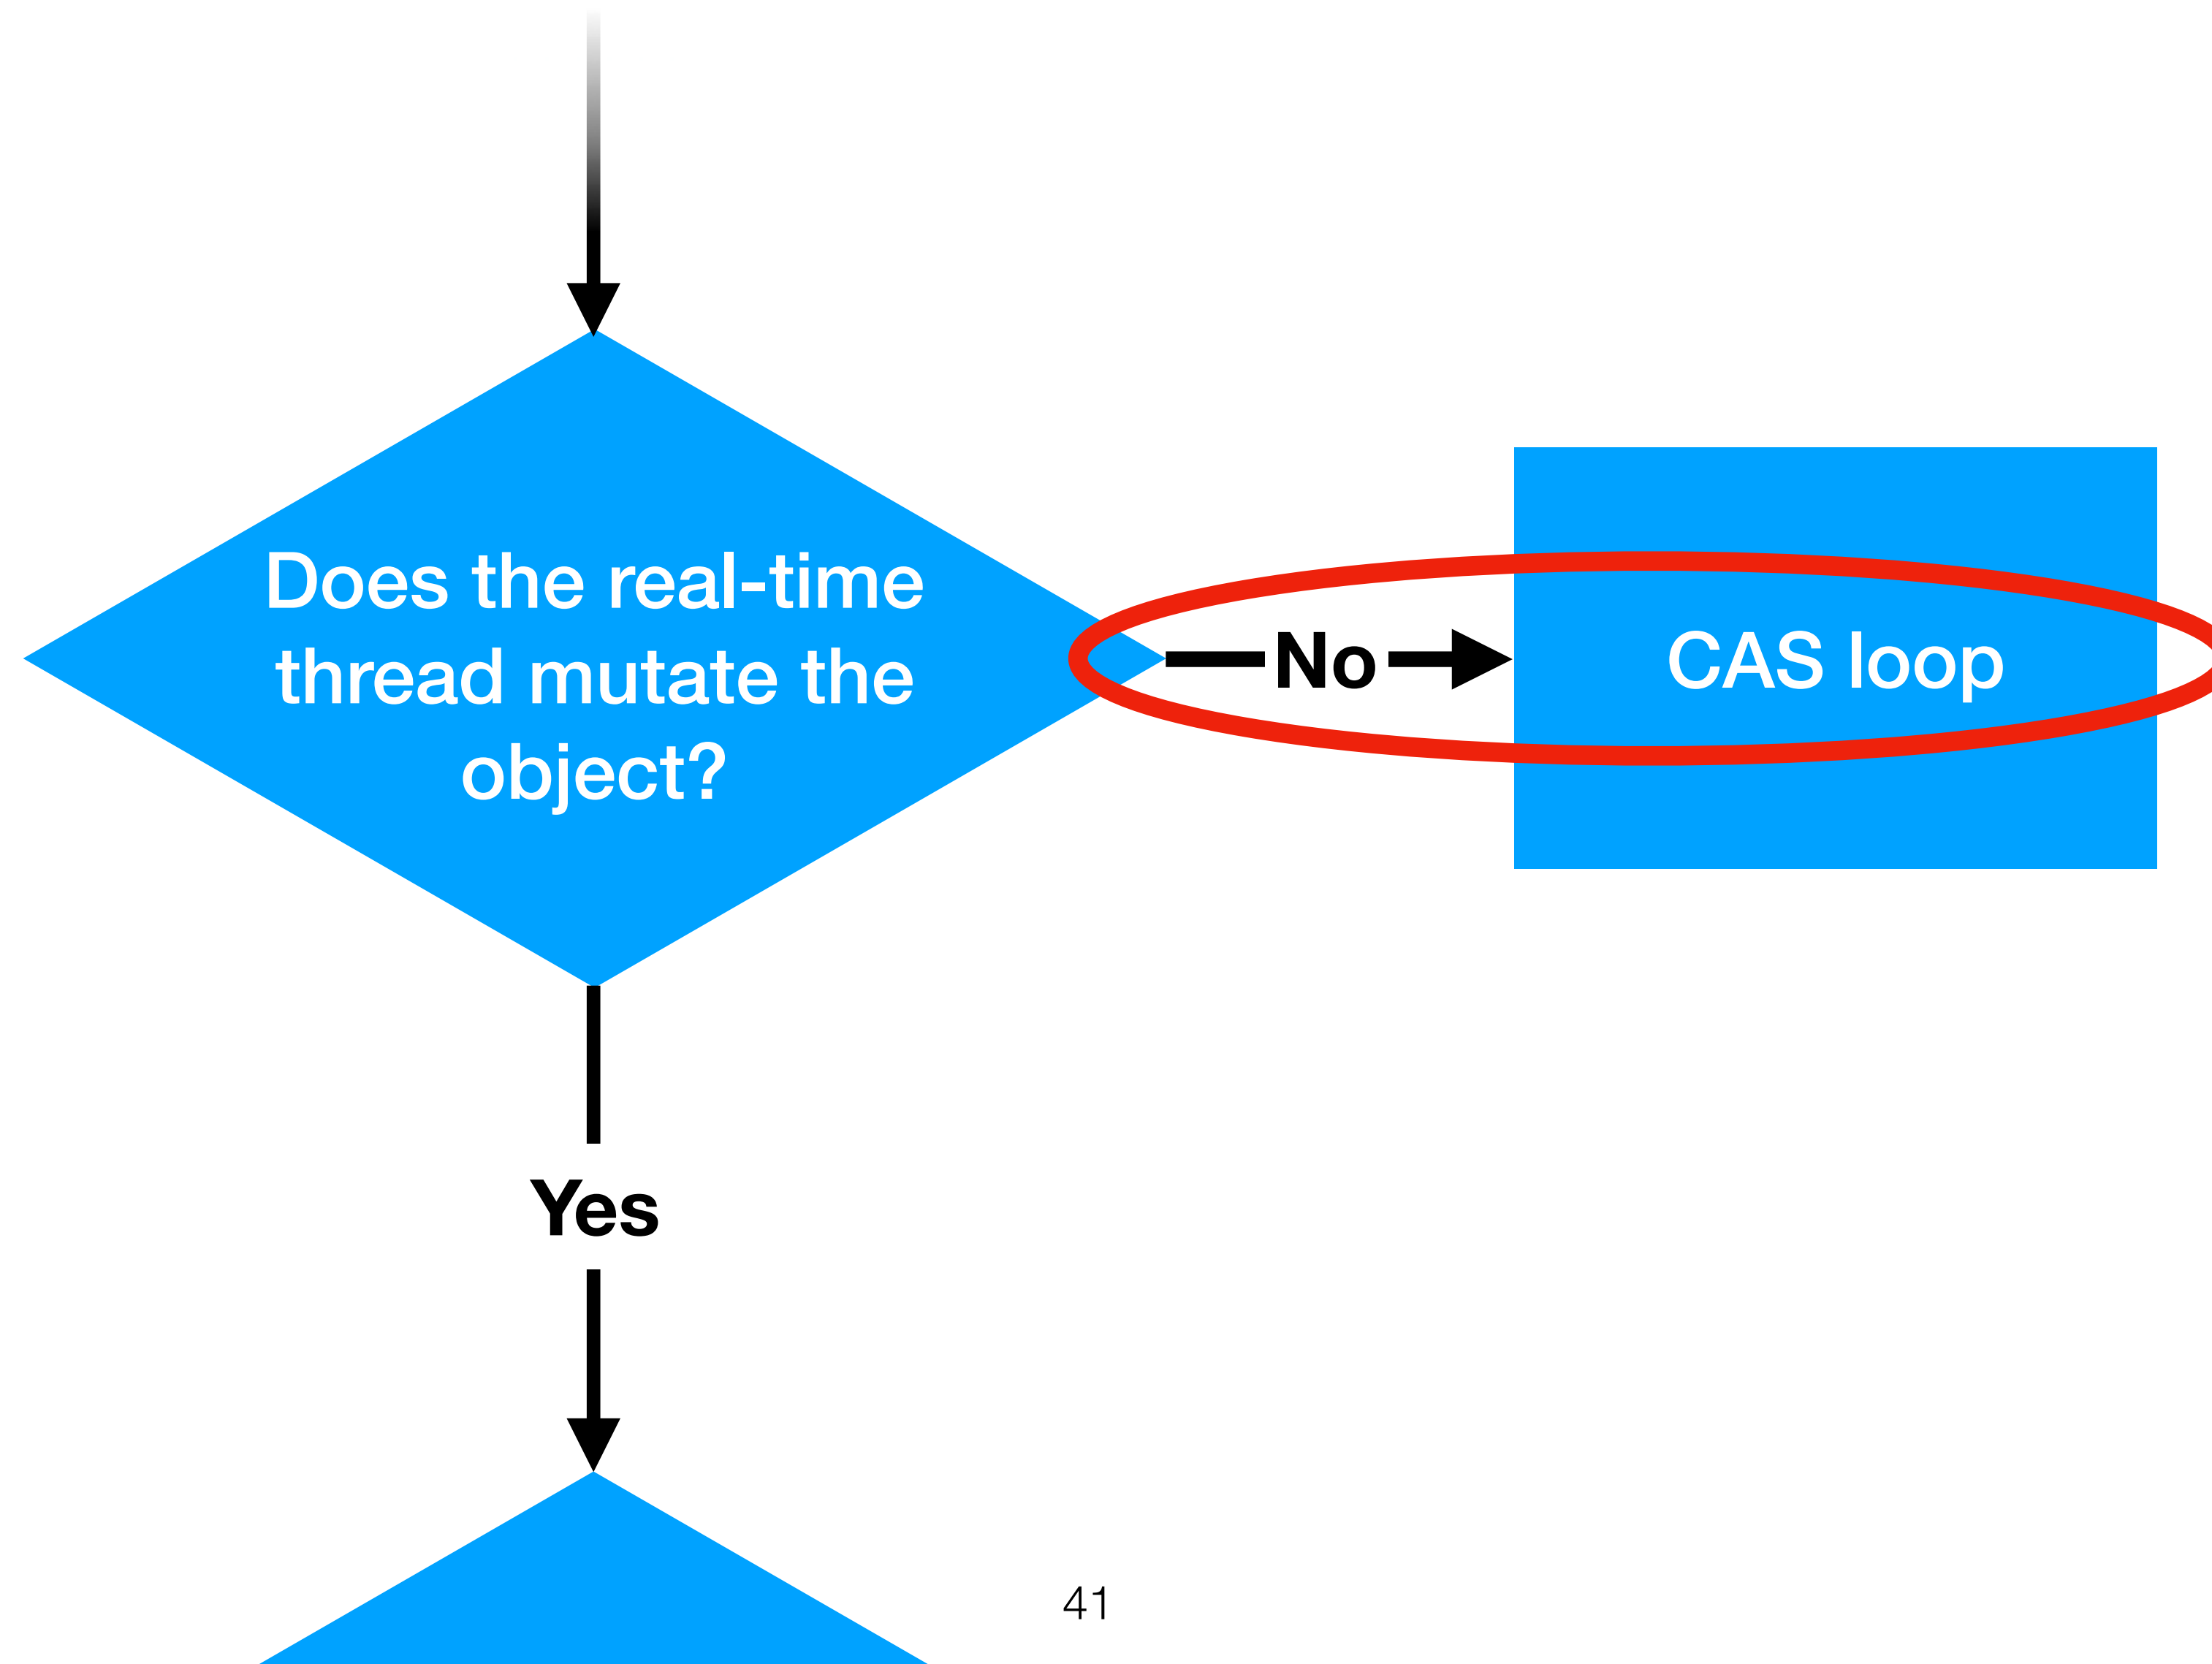 Does the real-time
thread mutate the
object?
No
CAS loop
Yes
41